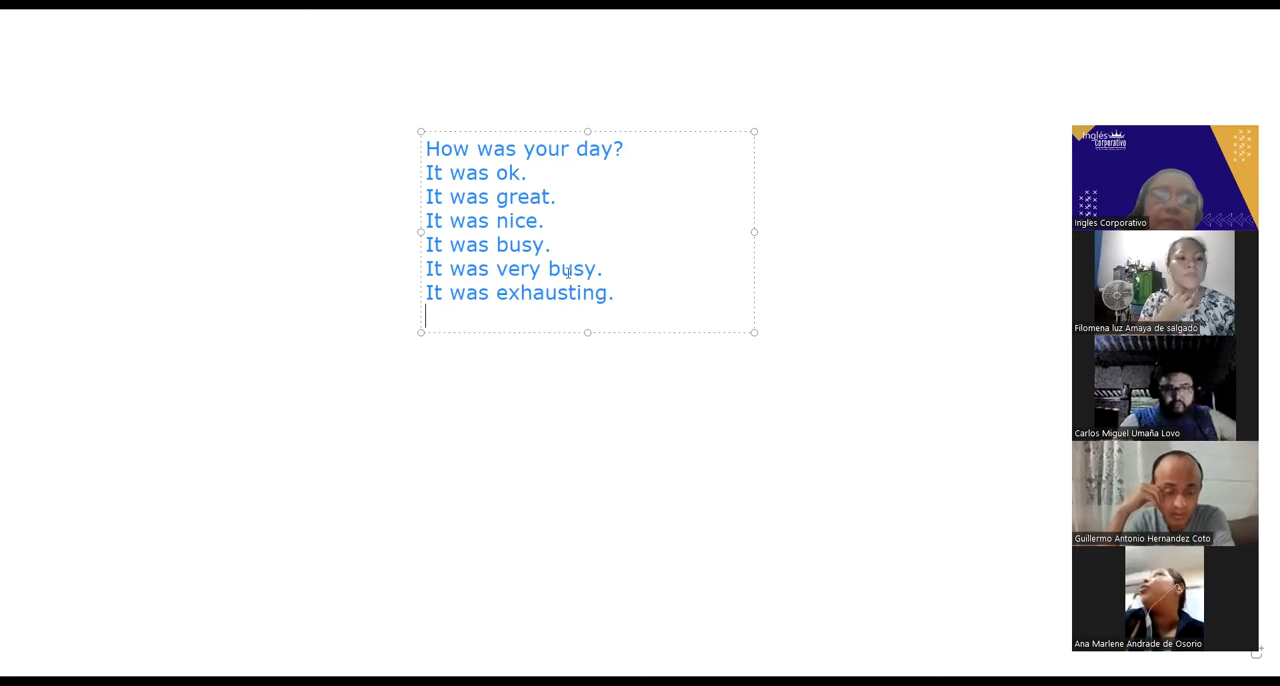 How was your day?
It was ok.
It was great.
It was nice.
It was busy.
It was very busy.
It was exhausting.
Inglés
Corporativo
Ingles Corporativo
Filomena luz Amaya de salgado
Carlos Miguel Umaña Lovo
Guillermo Antonio Hernandez Coto
Ana Marlene Andrade de Osorio